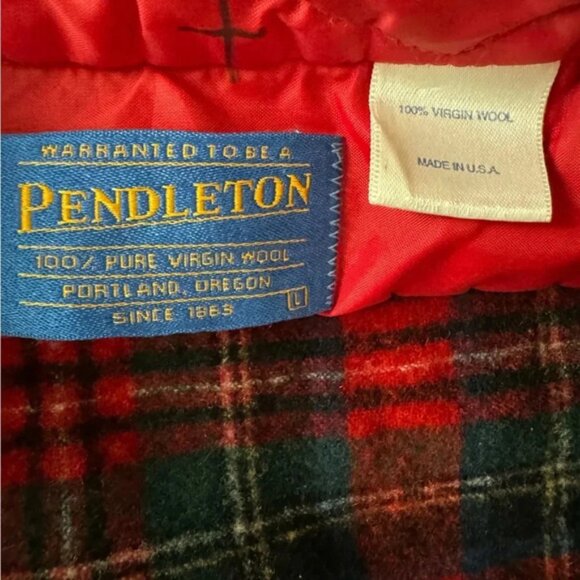 WARRANTED TO BE A
PENDLETON
100% PURE VIRGIN WOOL
PORTLAND, OREGON
SINCE 1863
L
100% VIRGIN WOOL
MADE IN U.S.A.